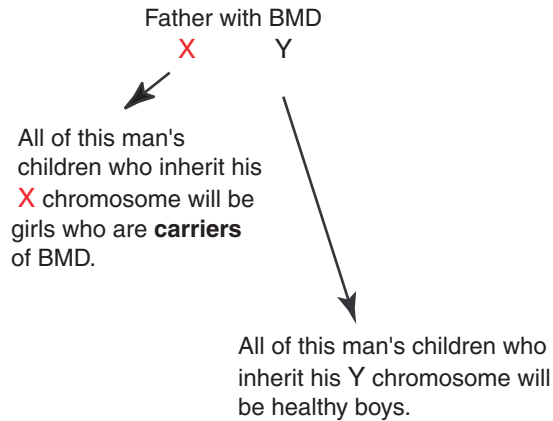 Father with BMD
X Y
All of this man's
children who inherit his
X chromosome will be
girls who are carriers
of BMD.
All of this man's children who
inherit his Y chromosome will
be healthy boys.